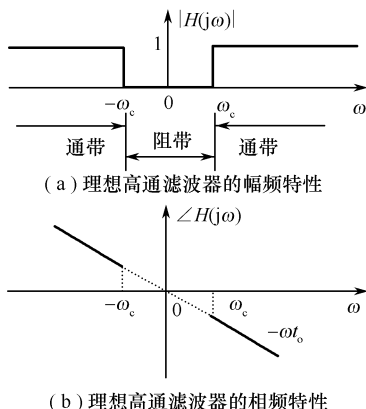 |H(jω)|
1
−ωc 0 ωc ω
通带 阻带 通带
(a)理想高通滤波器的幅频特性
∠H(jω)
−ωc 0 ωc ω
−ωto
(b)理想高通滤波器的相频特性